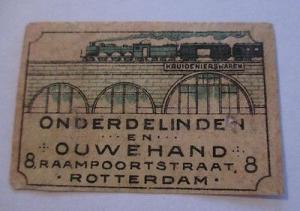 KRUIDENIERSWAREN
ONDERDELINDEN
EN
OUWEHAND
8, RAAMPOORTSTRAAT, 8
· ROTTERDAM ·